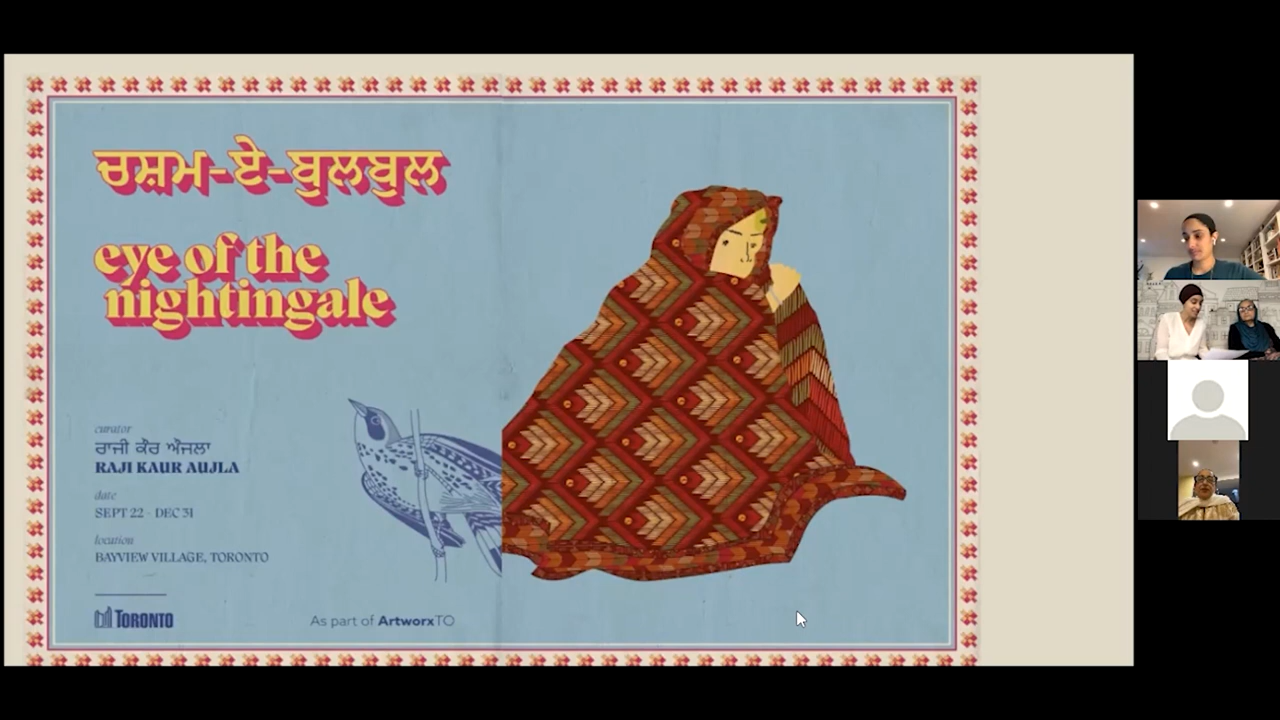 ਚਸ਼ਮ-ਏ-ਬੁਲਬੁਲ
eye of the
nightingale
curator
ਰਾਜੀ ਕੌਰ ਔਜਲਾ
RAJI KAUR AUJLA
date
SEPT 22 - DEC 31
location
BAYVIEW VILLAGE, TORONTO
TORONTO
As part of ArtworxTO